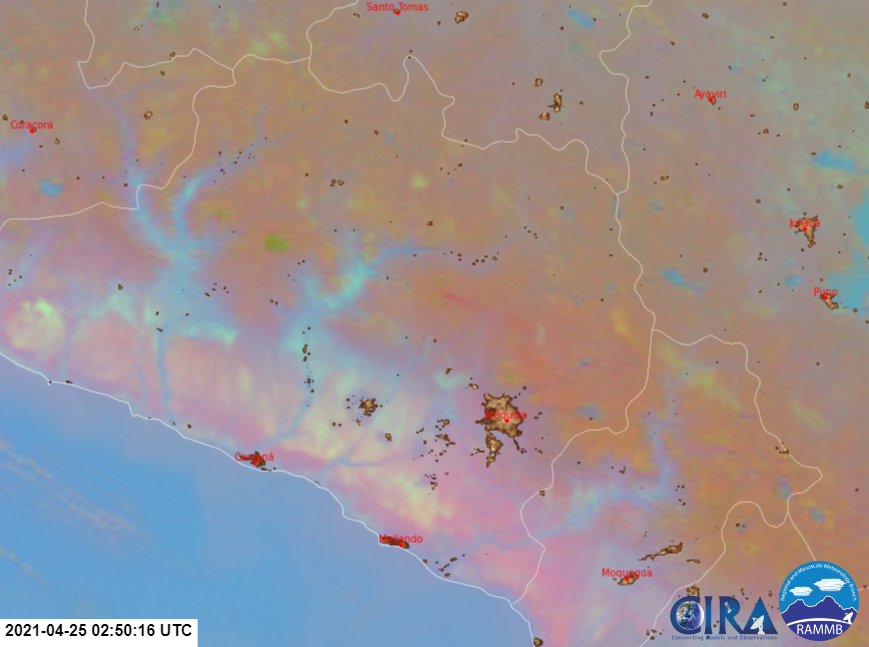 Santo Tomas
Ayaviri
Coracora
Juliaca
Puno
Arequipa
Camaná
Mollendo
Moquegua
2021-04-25 02:50:16 UTC
CIRA
Connecting Models and Observations
Regional and Mesoscale Meteorology Branch
RAMMB